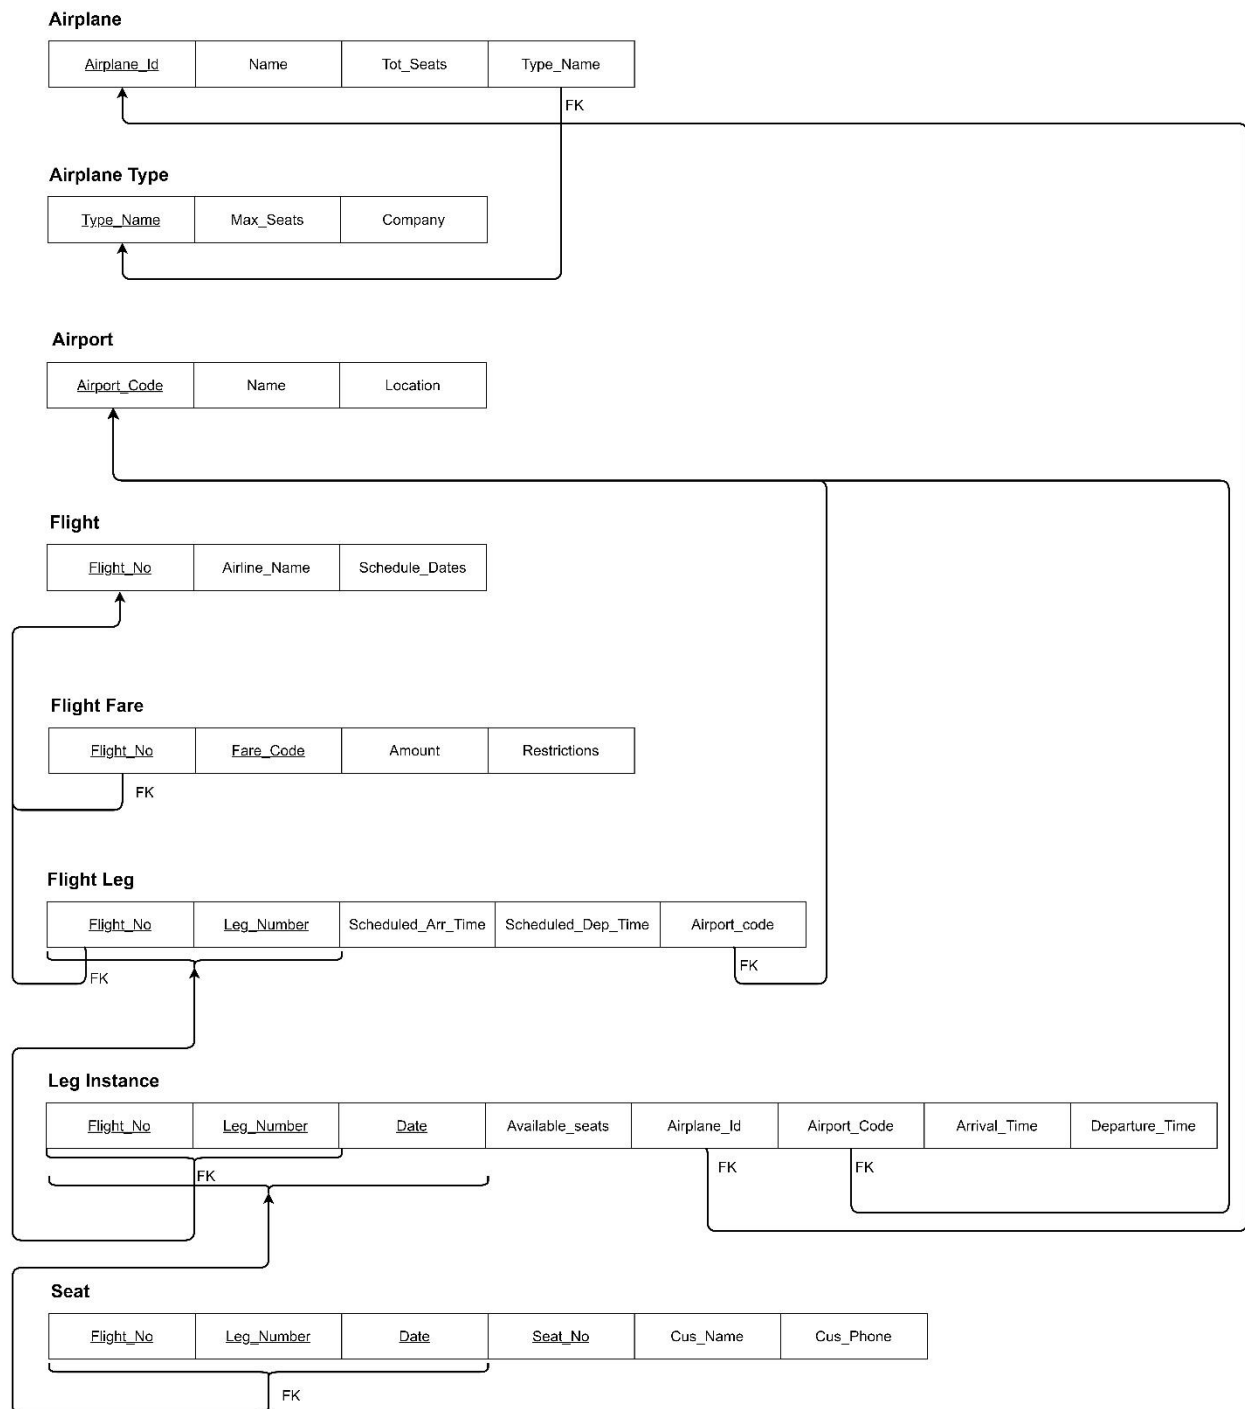 Airplane
Airplane_Id Name Tot_Seats Type_Name
FK
Airplane Type
Type_Name Max_Seats Company
Airport
Airport_Code Name Location
Flight
Flight_No Airline_Name Schedule_Dates
Flight Fare
Flight_No Fare_Code Amount Restrictions
FK
Flight Leg
Flight_No Leg_Number Scheduled_Arr_Time Scheduled_Dep_Time Airport_code
FK FK
Leg Instance
Flight_No Leg_Number Date Available_seats Airplane_Id Airport_Code Arrival_Time Departure_Time
FK FK FK
Seat
Flight_No Leg_Number Date Seat_No Cus_Name Cus_Phone
FK